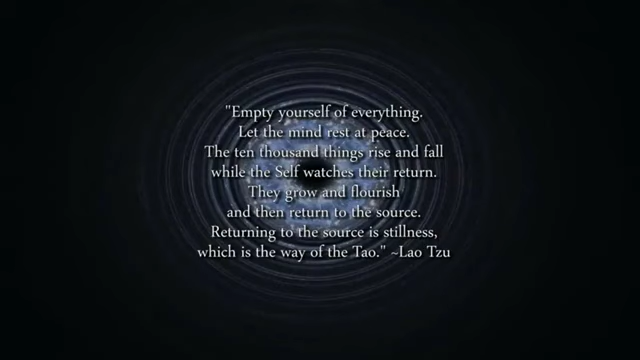 "Empty yourself of everything.
Let the mind rest at peace.
The ten thousand things rise and fall
while the Self watches their return.
They grow and flourish
and then return to the source.
Returning to the source is stillness,
which is the way of the Tao." ~Lao Tzu